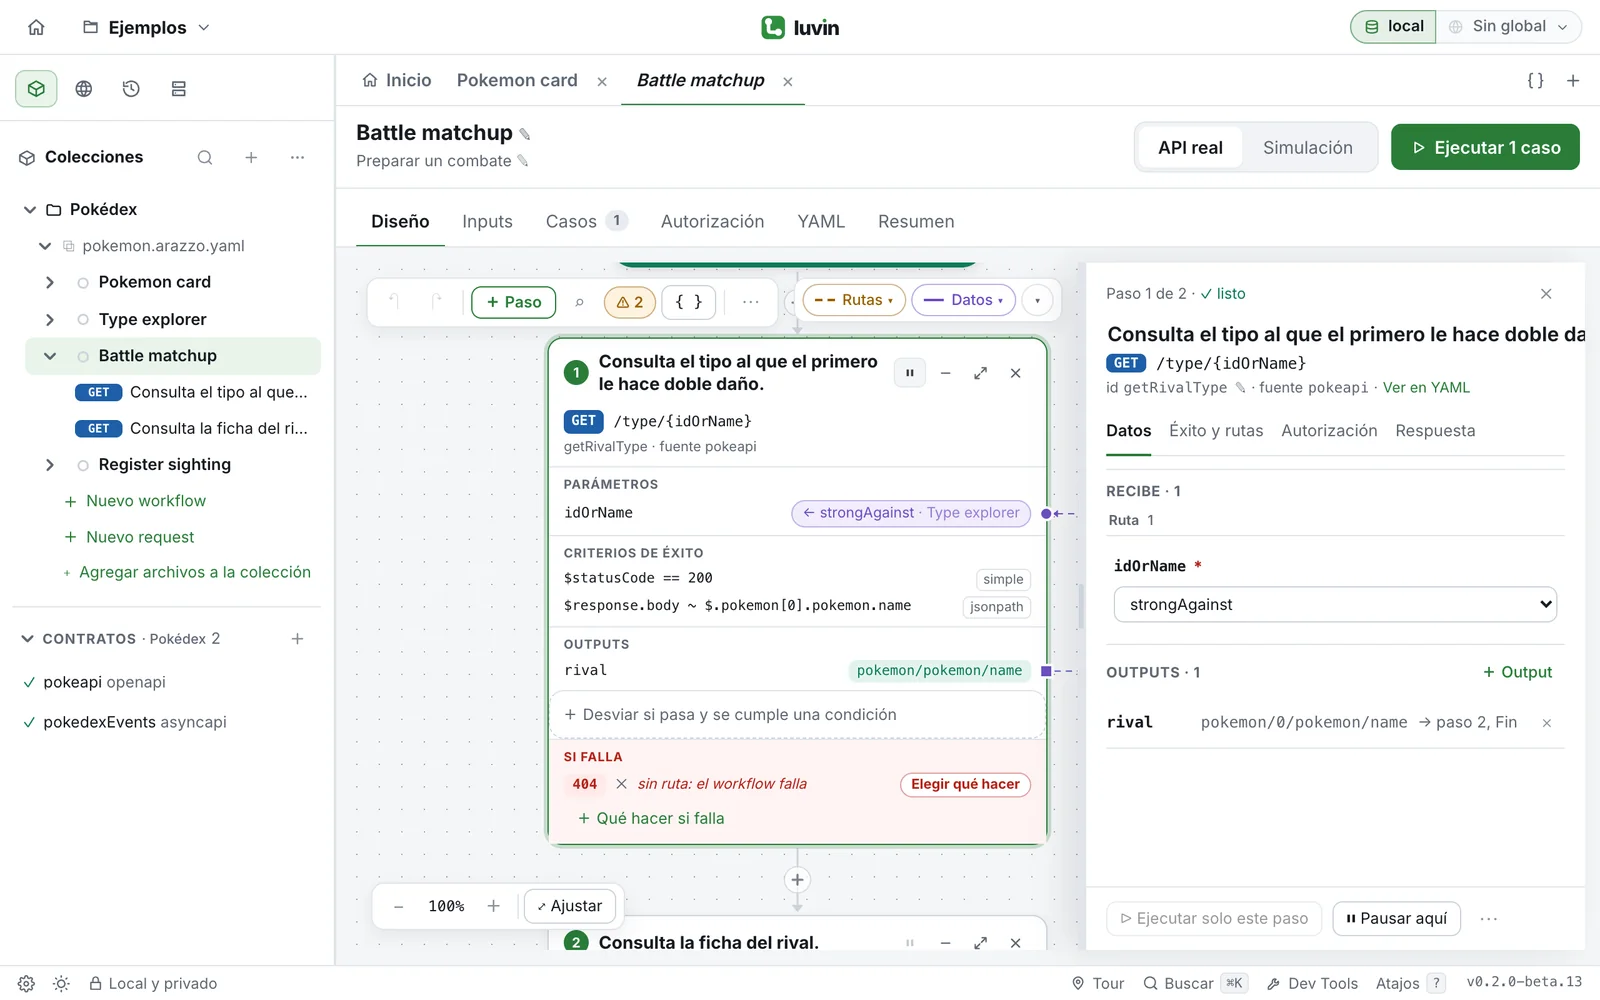 Ejemplos
luvin
local
Sin global
Inicio
Pokemon card
Battle matchup
{ }
Colecciones
Pokédex
pokemon.arazzo.yaml
Pokemon card
Type explorer
Battle matchup
GET Consulta el tipo al que...
GET Consulta la ficha del ri...
Register sighting
+ Nuevo workflow
+ Nuevo request
+ Agregar archivos a la colección
CONTRATOS · Pokédex 2
pokeapi openapi
pokedexEvents asyncapi
Battle matchup
Preparar un combate
API real
Simulación
Ejecutar 1 caso
Diseño
Inputs
Casos 1
Autorización
YAML
Resumen
+ Paso
2
{ }
...
Rutas
Datos
1 Consulta el tipo al que el primero
le hace doble daño.
GET /type/{idOrName}
getRivalType · fuente pokeapi
PARÁMETROS
idOrName
← strongAgainst · Type explorer
CRITERIOS DE ÉXITO
$statusCode == 200
simple
$response.body ~ $.pokemon[0].pokemon.name
jsonpath
OUTPUTS
rival
pokemon/pokemon/name
+ Desviar si pasa y se cumple una condición
SI FALLA
404 × sin ruta: el workflow falla
Elegir qué hacer
+ Qué hacer si falla
− 100% +
Ajustar
2 Consulta la ficha del rival.
Paso 1 de 2 · ✓ listo
Consulta el tipo al que el primero le hace doble da
GET /type/{idOrName}
id getRivalType · fuente pokeapi · Ver en YAML
Datos
Éxito y rutas
Autorización
Respuesta
RECIBE · 1
Ruta 1
idOrName *
strongAgainst
OUTPUTS · 1
+ Output
rival
pokemon/0/pokemon/name → paso 2, Fin
Ejecutar solo este paso
Pausar aquí
...
Local y privado
Tour
Buscar ⌘K
Dev Tools
Atajos ?
v0.2.0-beta.13